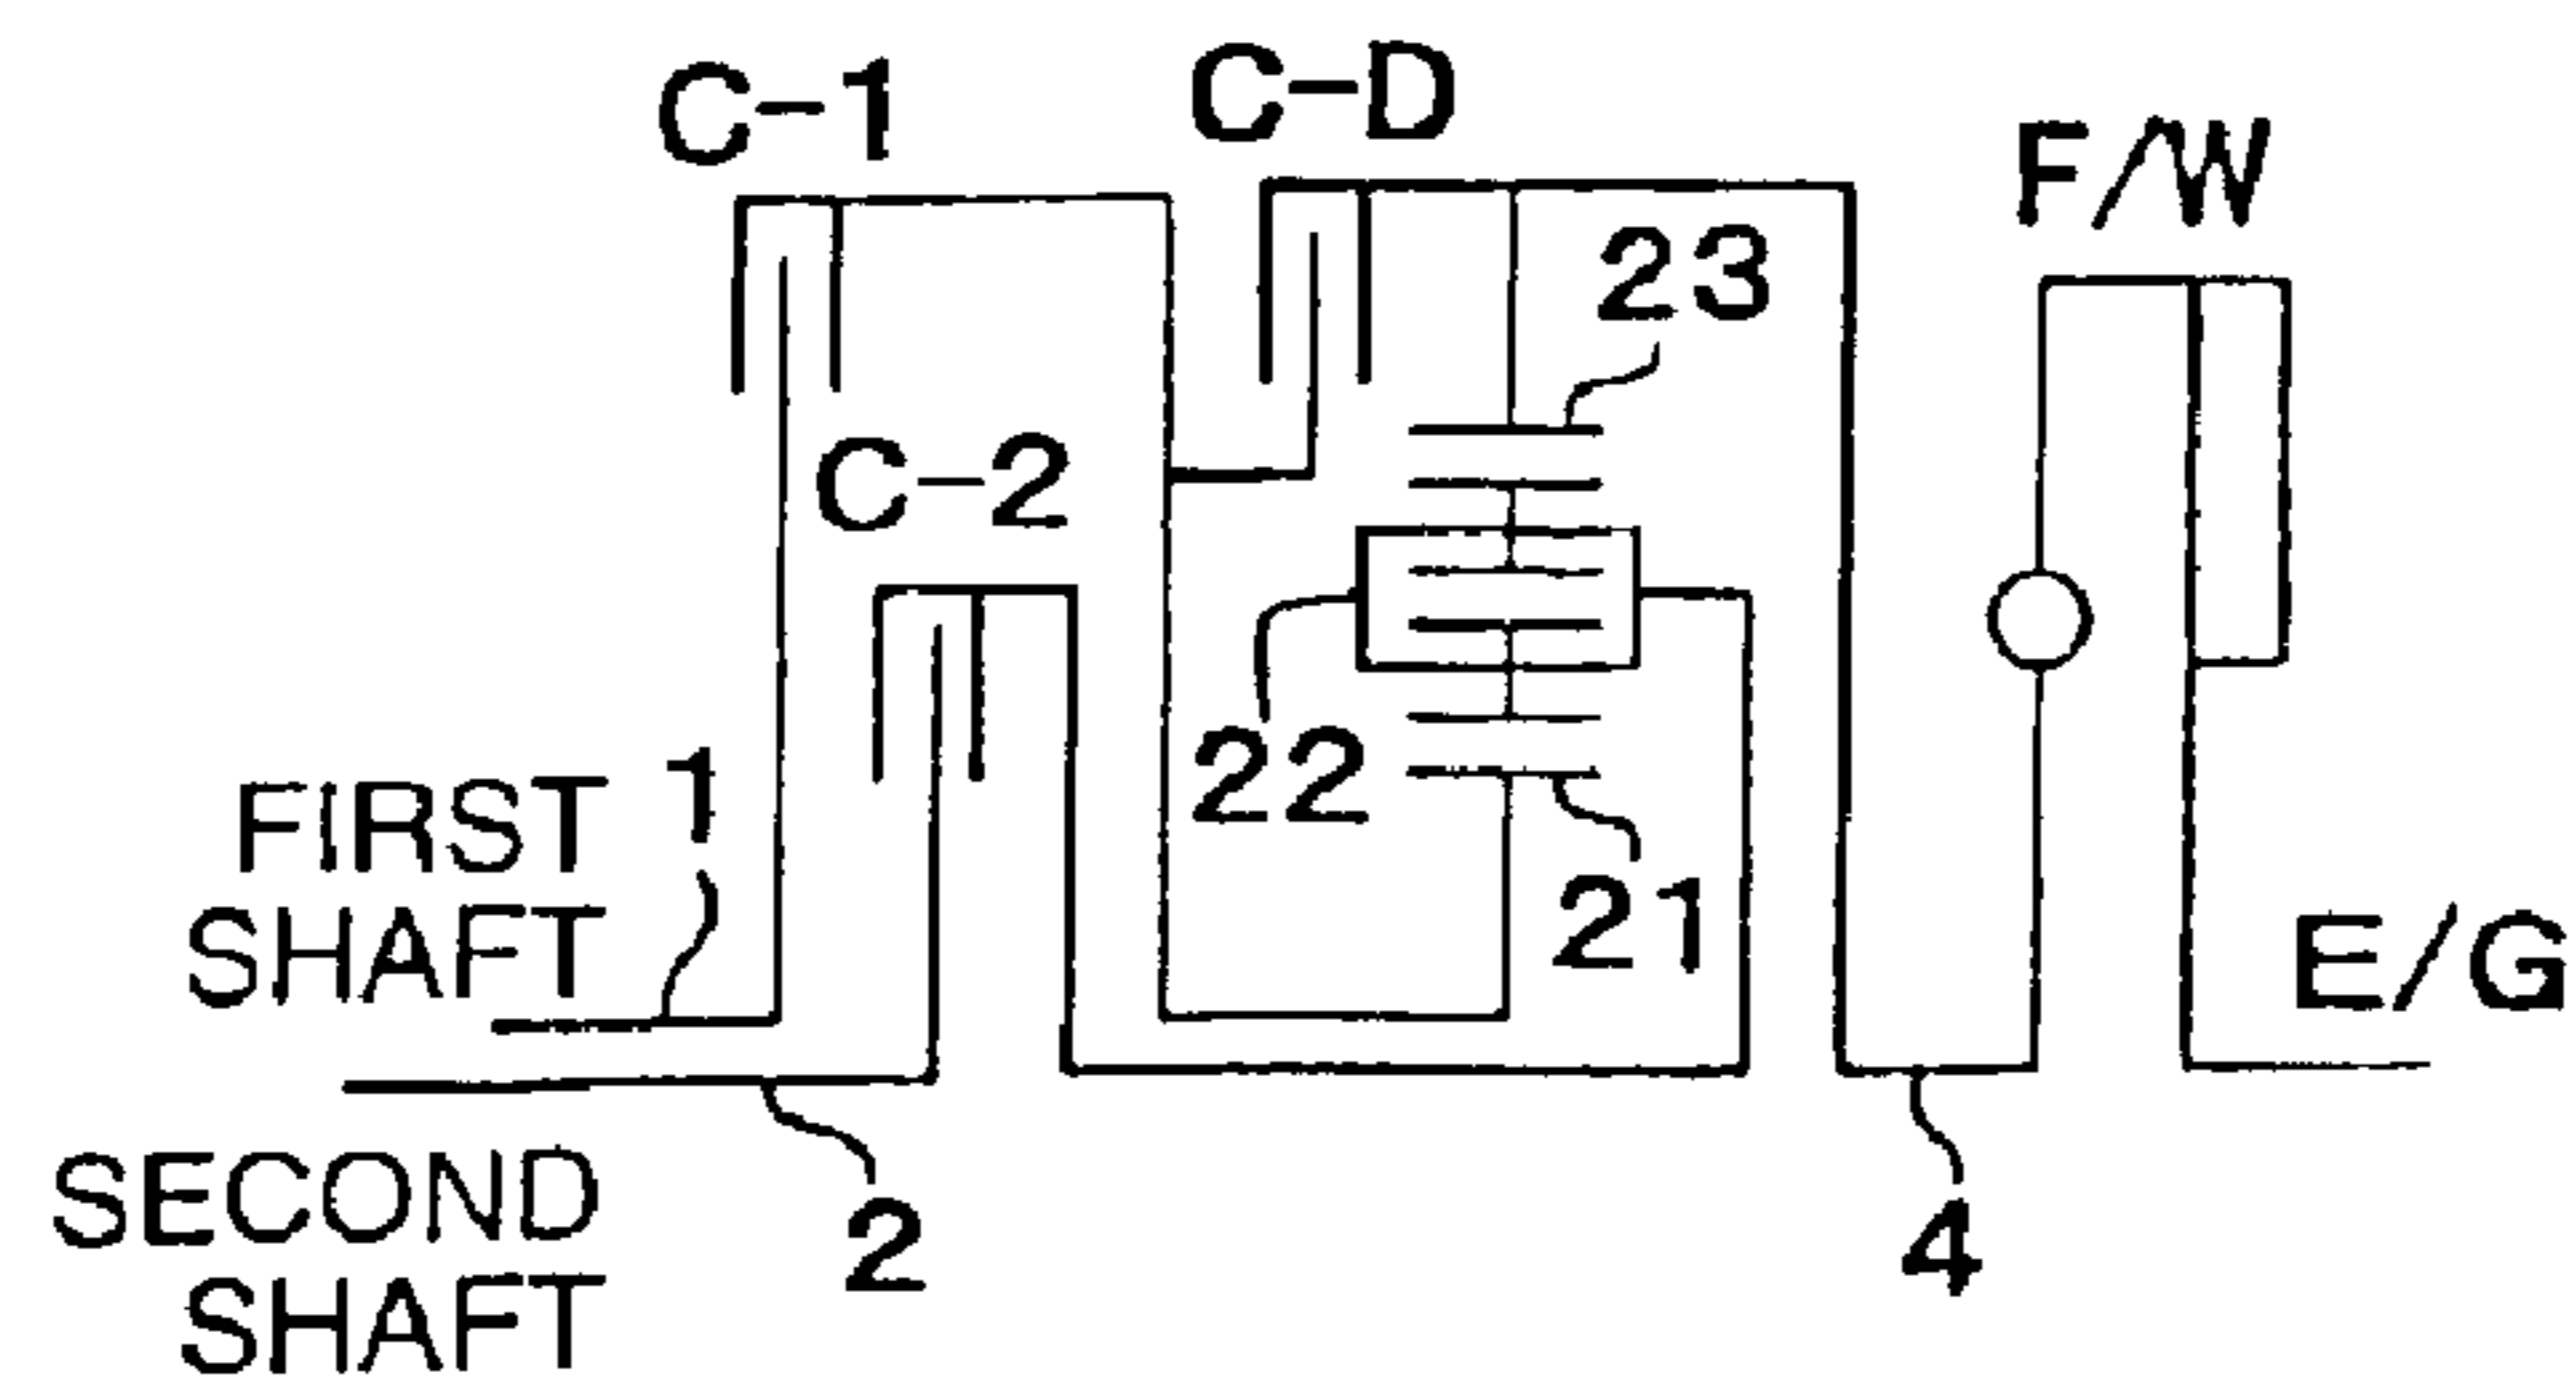 C-1
C-D
F/W
23
C-2
22
FIRST
SHAFT
1
21
E/G
SECOND
SHAFT
2
4